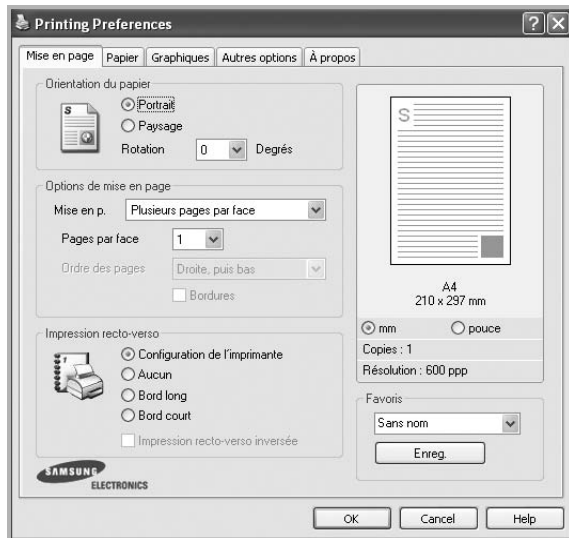 Printing Preferences
Mise en page Papier Graphiques Autres options À propos
Orientation du papier
S
Portrait
Paysage
Rotation 0 Degrés
Options de mise en page
Mise en p. Plusieurs pages par face
Pages par face 1
Ordre des pages Droite, puis bas
Bordures
Impression recto-verso
1
Configuration de l'imprimante
Aucun
Bord long
Bord court
Impression recto-verso inversée
SAMSUNG
ELECTRONICS
S
A4
210 x 297 mm
mm pouce
Copies : 1
Résolution : 600 ppp
Favoris
Sans nom
Enreg.
OK Cancel Help